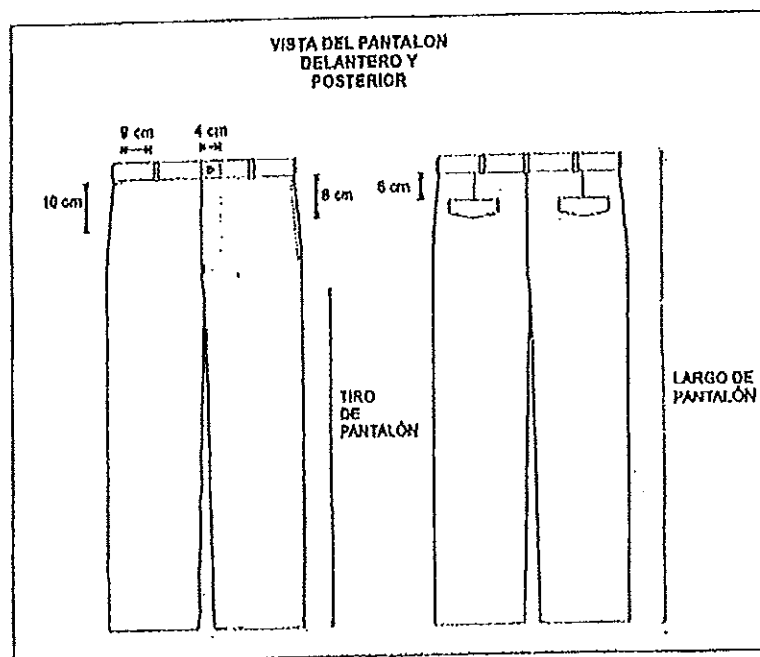 VISTA DEL PANTALON
DELANTERO Y
POSTERIOR
9 cm
4 cm
10 cm
8 cm
6 cm
TIRO
DE
PANTALÓN
LARGO DE
PANTALÓN